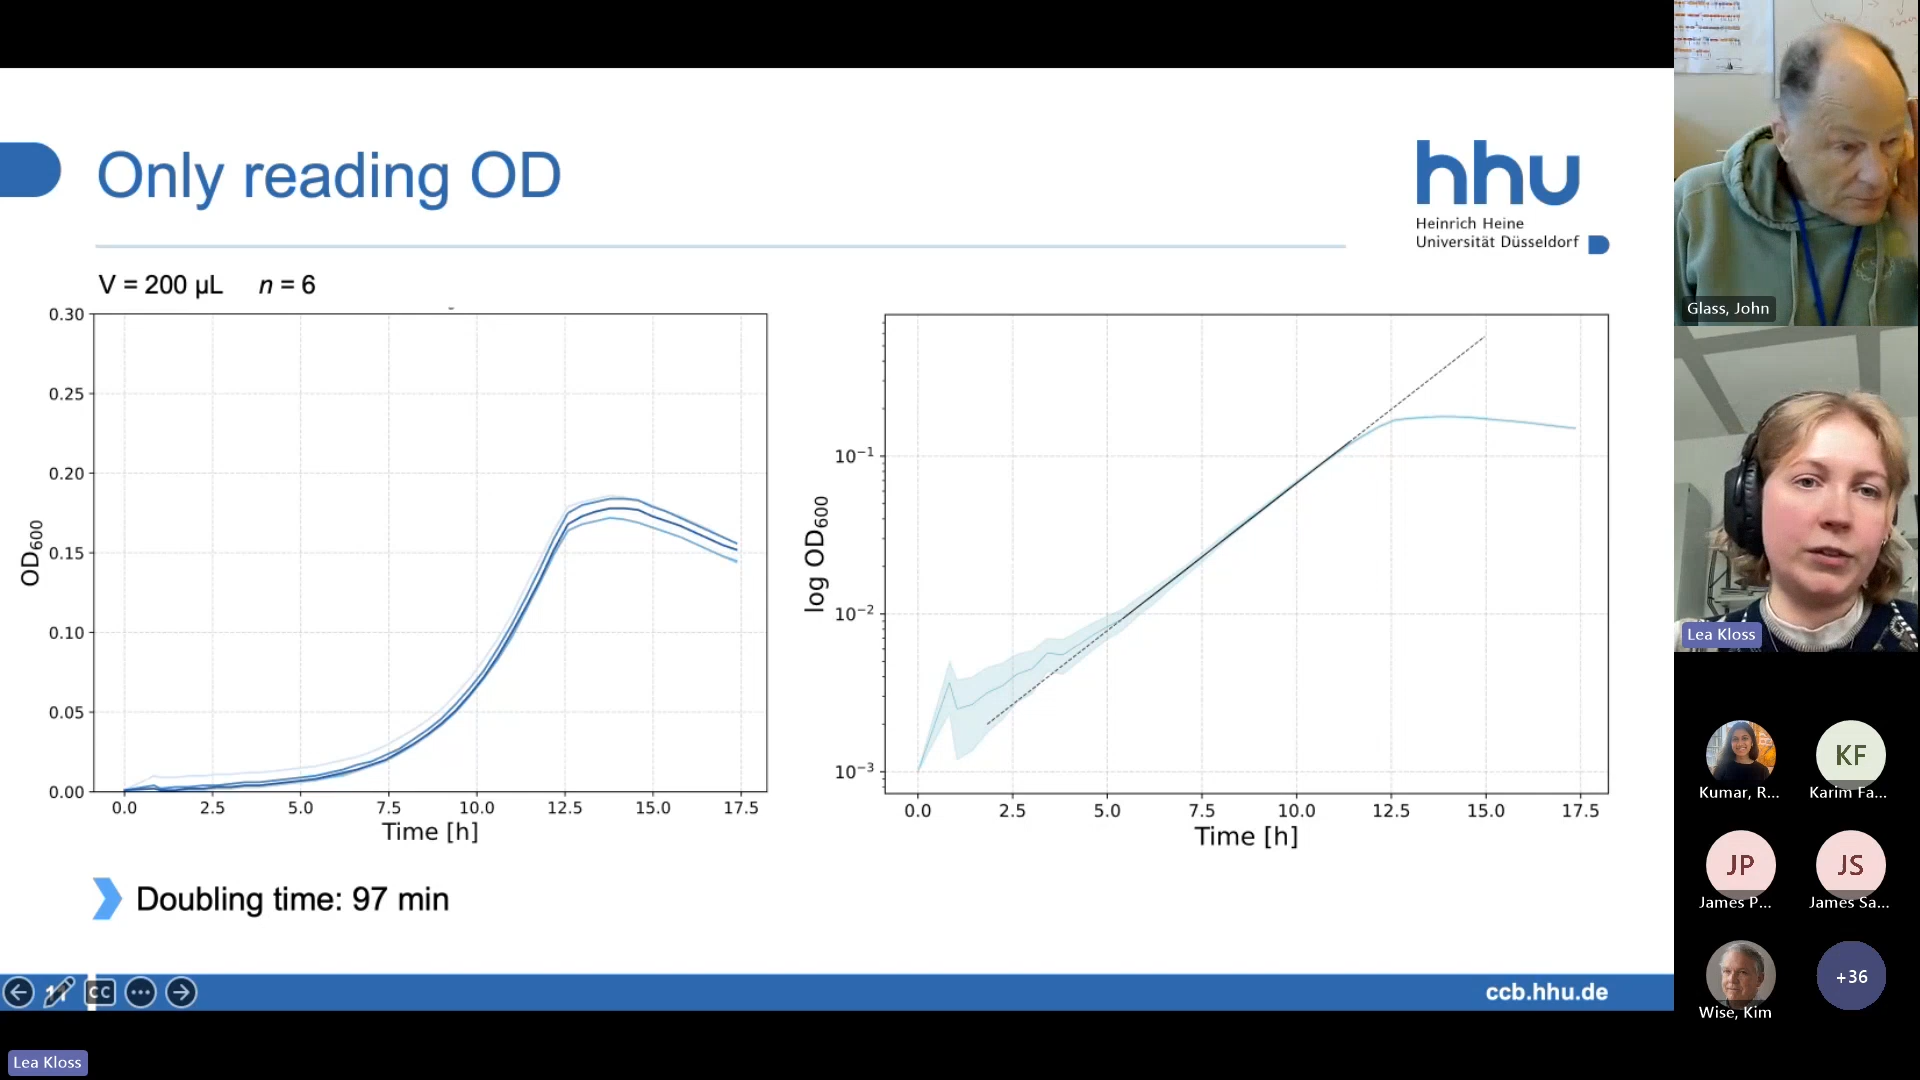 Only reading OD
hhu
Heinrich Heine
Universität Düsseldorf
V = 200 µL n = 6
0.30
0.25
0.20
0.15
0.10
0.05
0.00
OD600
0.0 2.5 5.0 7.5 10.0 12.5 15.0 17.5
Time [h]
10−1
10−2
10−3
log OD600
0.0 2.5 5.0 7.5 10.0 12.5 15.0 17.5
Time [h]
Doubling time: 97 min
CC
ccb.hhu.de
Lea Kloss
Glass, John
Lea Kloss
Kumar, R...
KF
Karim Fa...
JP
James P...
JS
James Sa...
Wise, Kim
+36